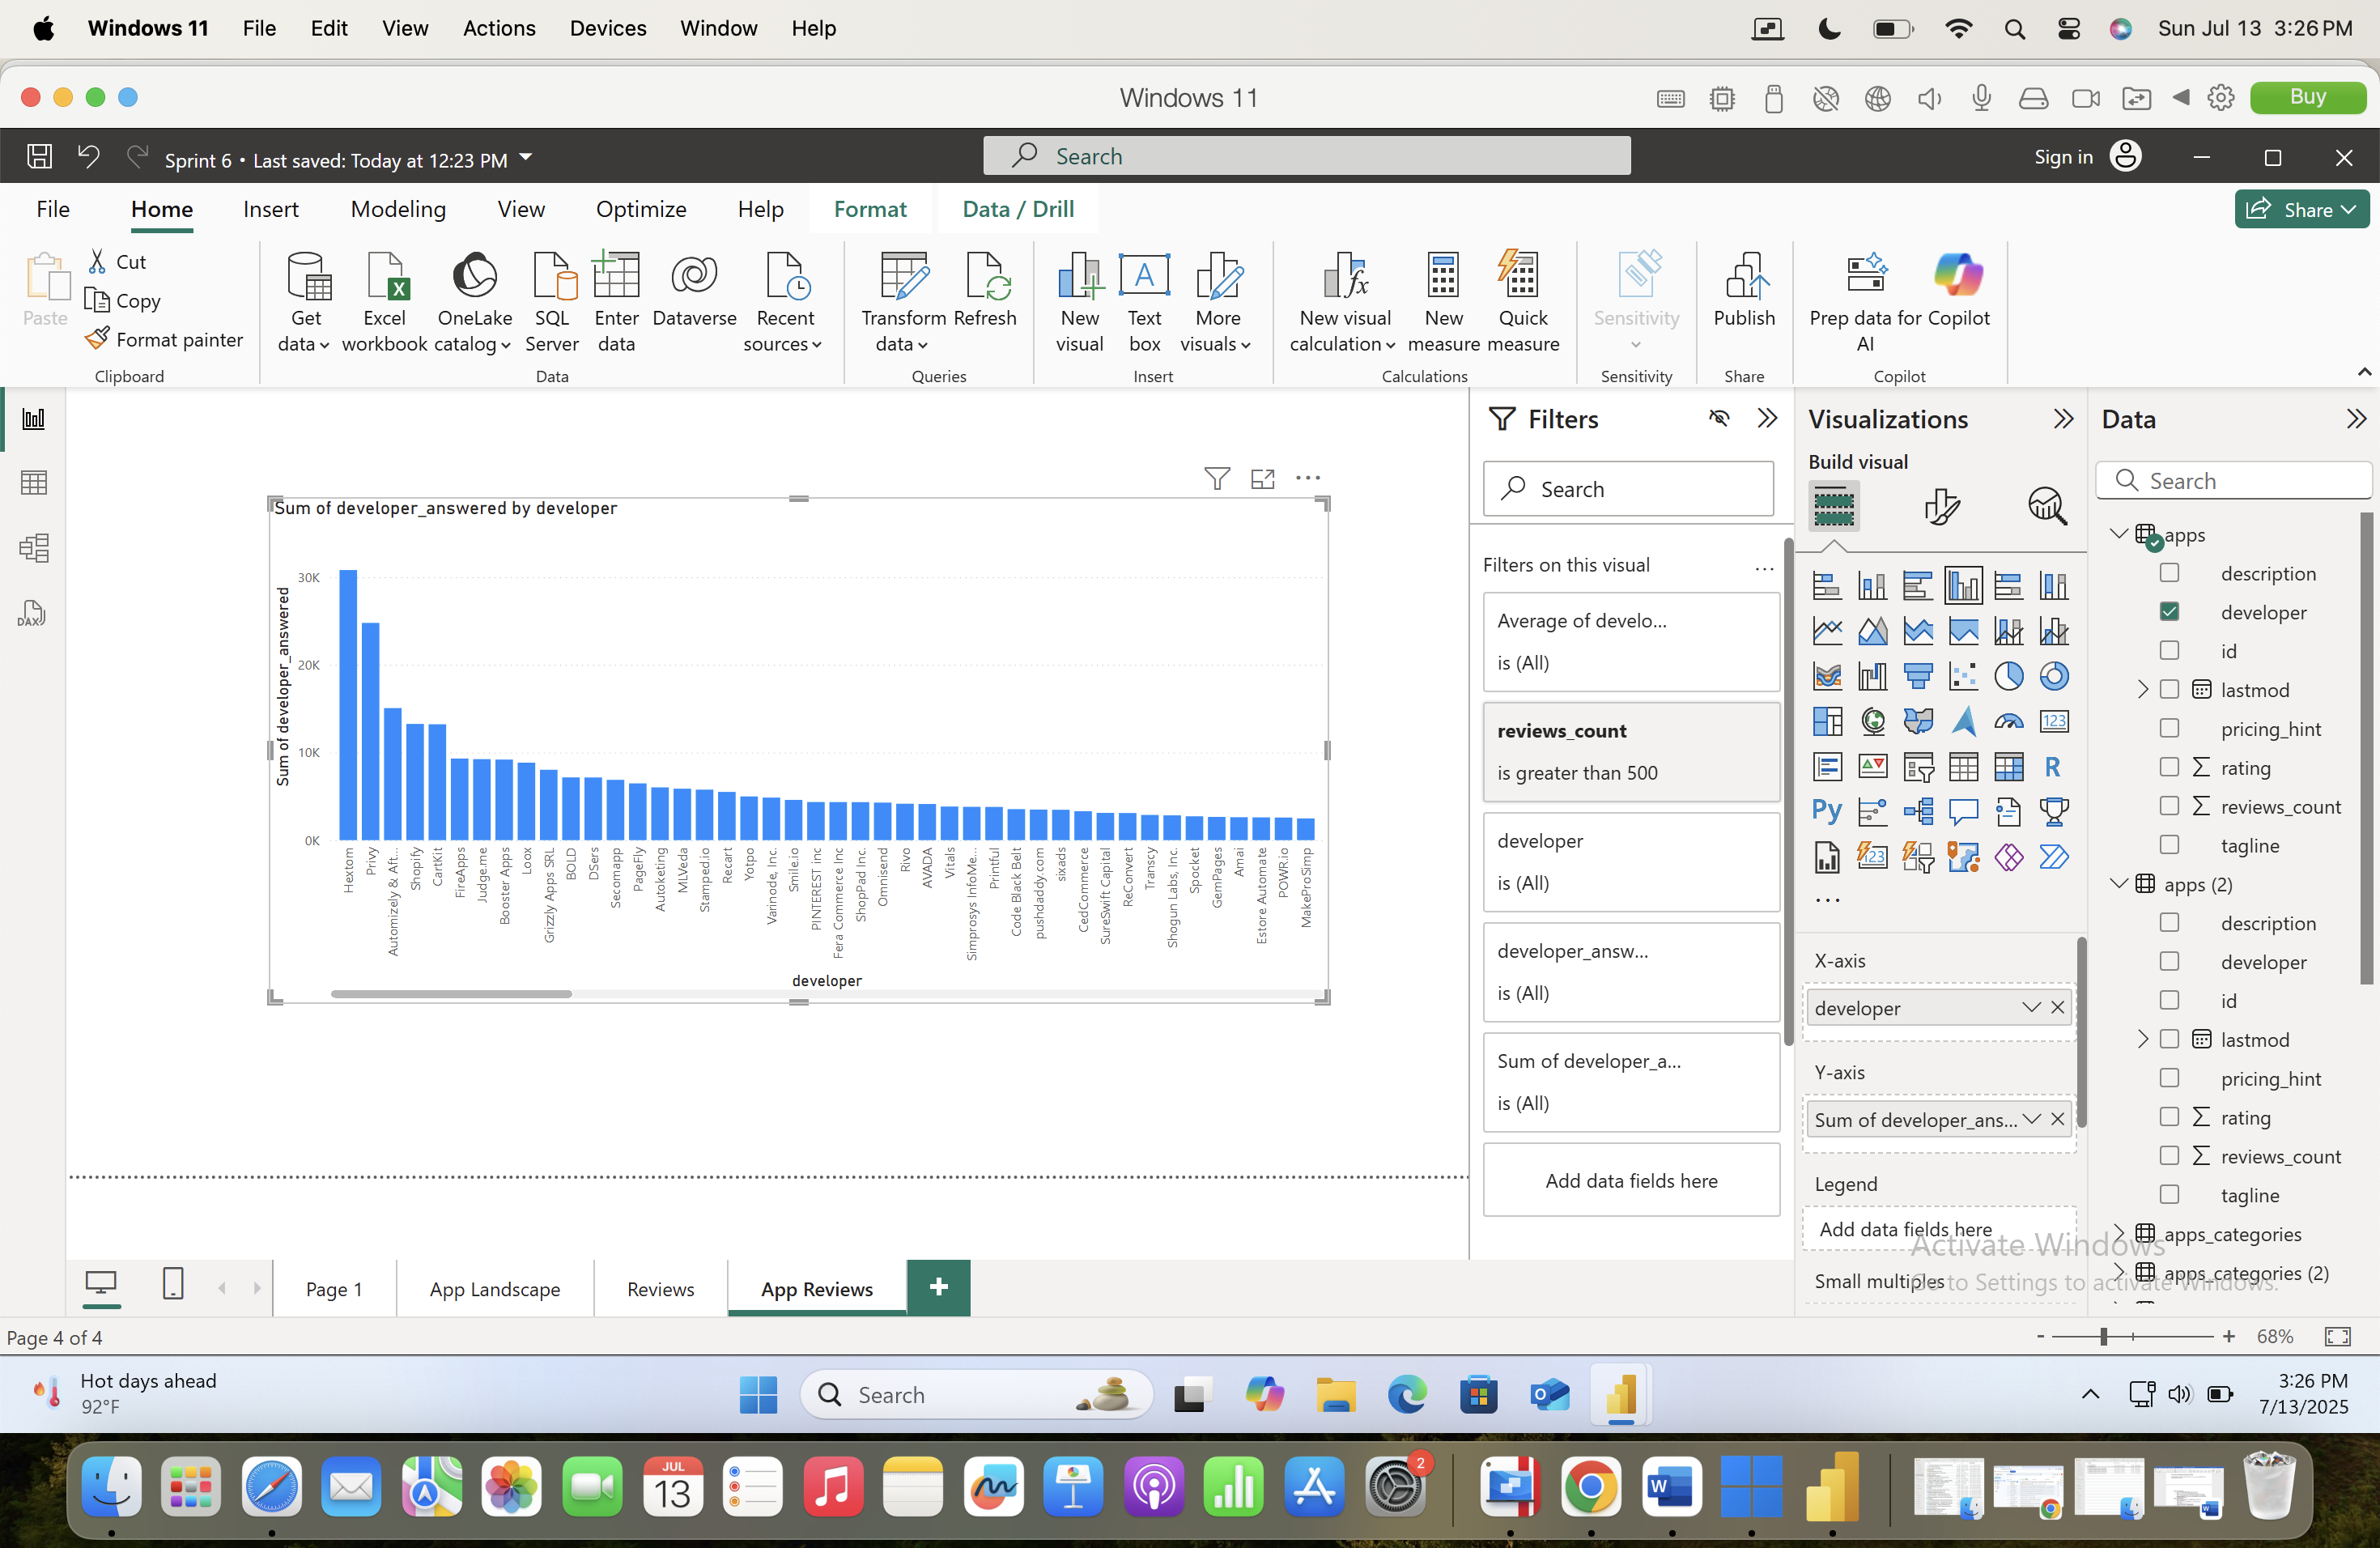 Windows 11 File Edit View Actions Devices Window Help Sun Jul 13 3:26 PM
Windows 11 Buy
Sprint 6 • Last saved: Today at 12:23 PM Search Sign in
File Home Insert Modeling View Optimize Help Format Data / Drill Share
Paste
Cut
Copy
Format painter
Clipboard
Get data
Excel workbook
OneLake catalog
SQL Server
Enter data
Dataverse
Recent sources
Data
Transform data
Refresh
Queries
New visual
Text box
More visuals
Insert
New visual calculation
New measure
Quick measure
Calculations
Sensitivity
Sensitivity
Publish
Share
Prep data for AI
Copilot
Copilot
DAX
Sum of developer_answered by developer
Sum of developer_answered
30K
20K
10K
0K
Hextom
Privy
Automizely & Aft...
Shopify
CartKit
FireApps
Judge.me
Booster Apps
Loox
Grizzly Apps SRL
BOLD
DSers
Secomapp
PageFly
Autoketing
MLVeda
Stamped.io
Recart
Yotpo
Varinode, Inc.
Smile.io
PINTEREST inc
Fera Commerce Inc
ShopPad Inc.
Omnisend
Rivo
AVADA
Vitals
Simprosys InfoMe...
Printful
Code Black Belt
pushdaddy.com
sixads
CedCommerce
SureSwift Capital
ReConvert
Transcy
Shogun Labs, Inc.
Spocket
GemPages
Amai
Estore Automate
POWR.io
MakeProSimp
developer
Filters
Search
Filters on this visual ...
Average of develo...
is (All)
reviews_count
is greater than 500
developer
is (All)
developer_answ...
is (All)
Sum of developer_a...
is (All)
Add data fields here
Visualizations
Build visual
123
R
Py
123
...
X-axis
developer
Y-axis
Sum of developer_ans...
Legend
Add data fields here
Small multiples
Data
Search
apps
description
developer
id
lastmod
pricing_hint
rating
reviews_count
tagline
apps (2)
description
developer
id
lastmod
pricing_hint
rating
reviews_count
tagline
apps_categories
apps_categories (2)
Activate Windows
Go to Settings to activate Windows.
Page 1 App Landscape Reviews App Reviews +
Page 4 of 4 - + 68%
Hot days ahead
92°F
Search
3:26 PM
7/13/2025
JUL
13
2